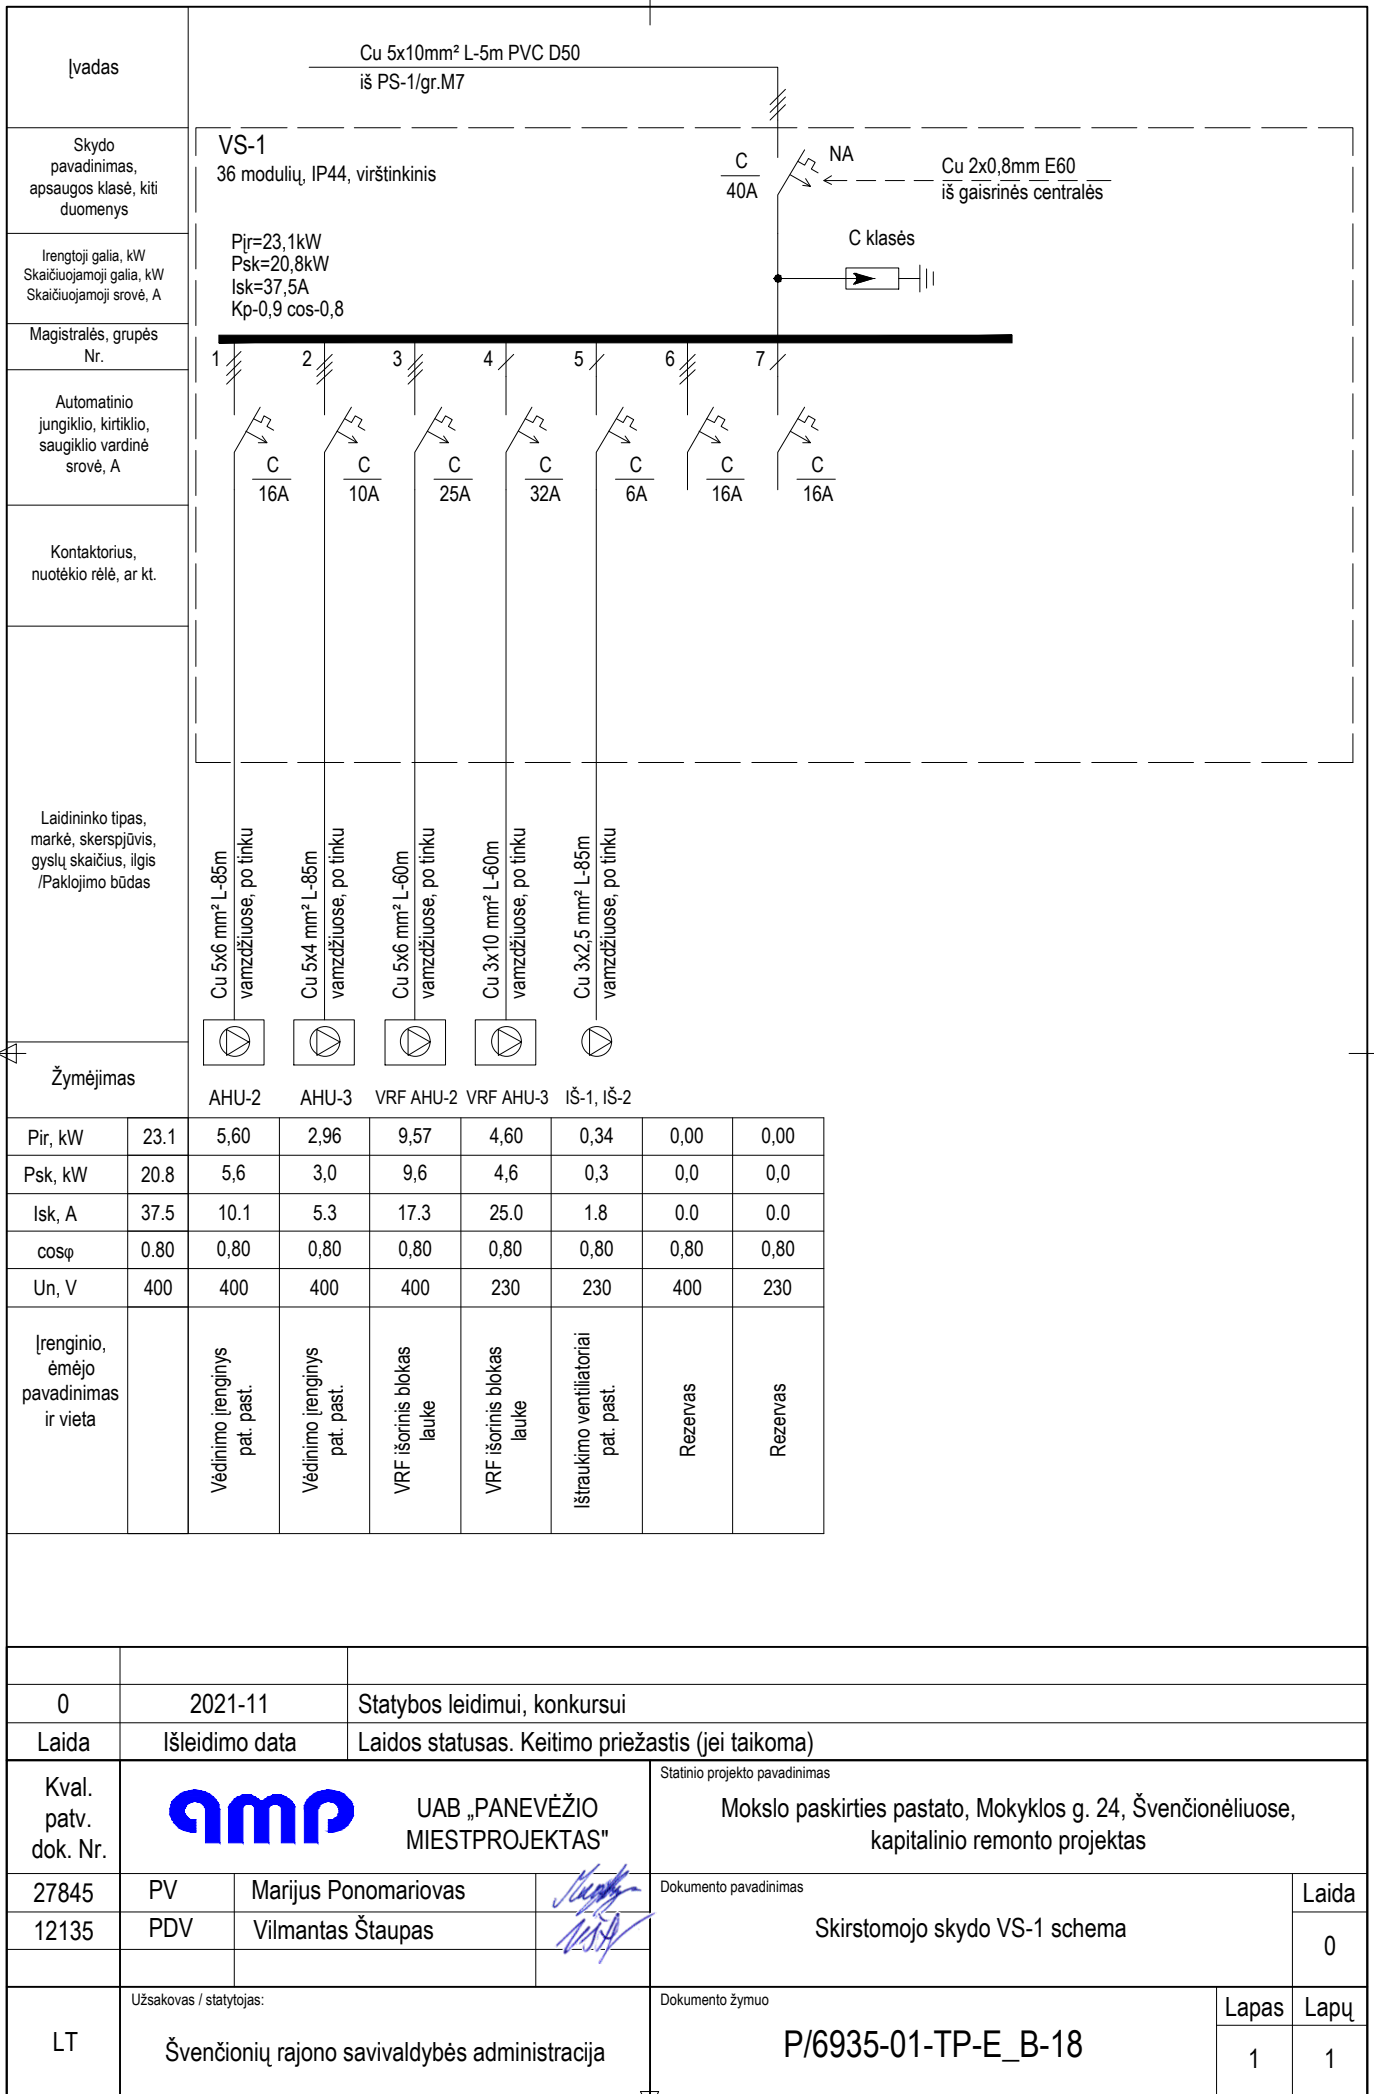 Įvadas
Cu 5x10mm² L-5m PVC D50
iš PS-1/gr.M7
Skydo
pavadinimas,
apsaugos klasė, kiti
duomenys
VS-1
36 modulių, IP44, virštinkinis
C
40A
NA
Cu 2x0,8mm E60
iš gaisrinės centralės
Irengtoji galia, kW
Skaičiuojamoji galia, kW
Skaičiuojamoji srovė, A
Pįr=23,1kW
Psk=20,8kW
Isk=37,5A
Kp-0,9 cos-0,8
C klasės
Magistralės, grupės
Nr.
1 2 3 4 5 6 7
Automatinio
jungiklio, kirtiklio,
saugiklio vardinė
srovė, A
C C C C C C C
16A 10A 25A 32A 6A 16A 16A
Kontaktorius,
nuotėkio rėlė, ar kt.
Laidininko tipas,
markė, skerspjūvis,
gyslų skaičius, ilgis
/Paklojimo būdas
Cu 5x6 mm² L-85m
vamzdžiuose, po tinku
Cu 5x4 mm² L-85m
vamzdžiuose, po tinku
Cu 5x6 mm² L-60m
vamzdžiuose, po tinku
Cu 3x10 mm² L-60m
vamzdžiuose, po tinku
Cu 3x2,5 mm² L-85m
vamzdžiuose, po tinku
Žymėjimas
AHU-2 AHU-3 VRF AHU-2 VRF AHU-3 IŠ-1, IŠ-2
Pir, kW 23.1 5,60 2,96 9,57 4,60 0,34 0,00 0,00
Psk, kW 20.8 5,6 3,0 9,6 4,6 0,3 0,0 0,0
Isk, A 37.5 10.1 5.3 17.3 25.0 1.8 0.0 0.0
cosφ 0.80 0,80 0,80 0,80 0,80 0,80 0,80 0,80
Un, V 400 400 400 400 230 230 400 230
Įrenginio,
ėmėjo
pavadinimas
ir vieta
Vėdinimo įrenginys
pat. past.
Vėdinimo įrenginys
pat. past.
VRF išorinis blokas
lauke
VRF išorinis blokas
lauke
Ištraukimo ventiliatoriai
pat. past.
Rezervas
Rezervas
0 2021-11 Statybos leidimui, konkursui
Laida Išleidimo data Laidos statusas. Keitimo priežastis (jei taikoma)
Kval.
patv.
dok. Nr.
amp
UAB „PANEVĖŽIO
MIESTPROJEKTAS"
Statinio projekto pavadinimas
Mokslo paskirties pastato, Mokyklos g. 24, Švenčionėliuose,
kapitalinio remonto projektas
27845 PV Marijus Ponomariovas
12135 PDV Vilmantas Štaupas
Dokumento pavadinimas
Skirstomojo skydo VS-1 schema
Laida
0
LT
Užsakovas / statytojas:
Švenčionių rajono savivaldybės administracija
Dokumento žymuo
P/6935-01-TP-E_B-18
Lapas Lapų
1 1